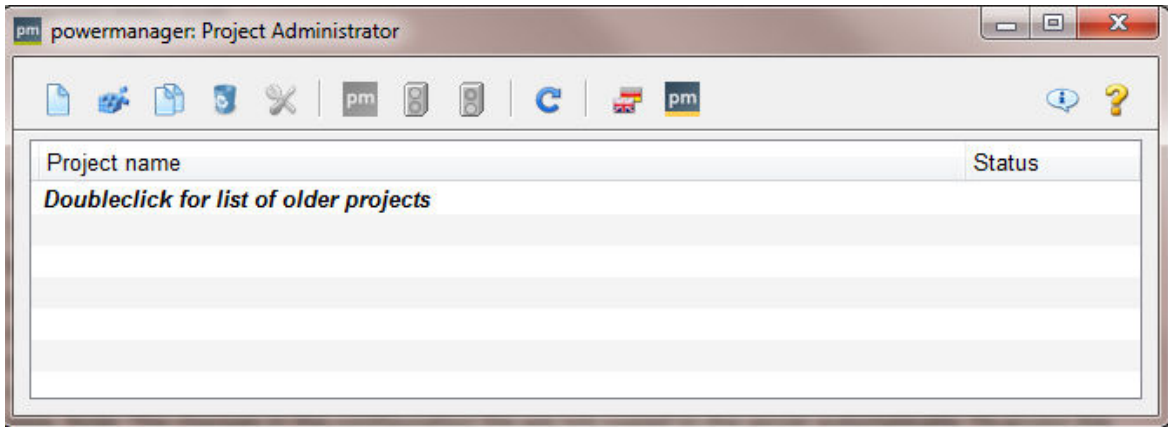 pm powermanager: Project Administrator
pm pm
Project name Status
Doubleclick for list of older projects